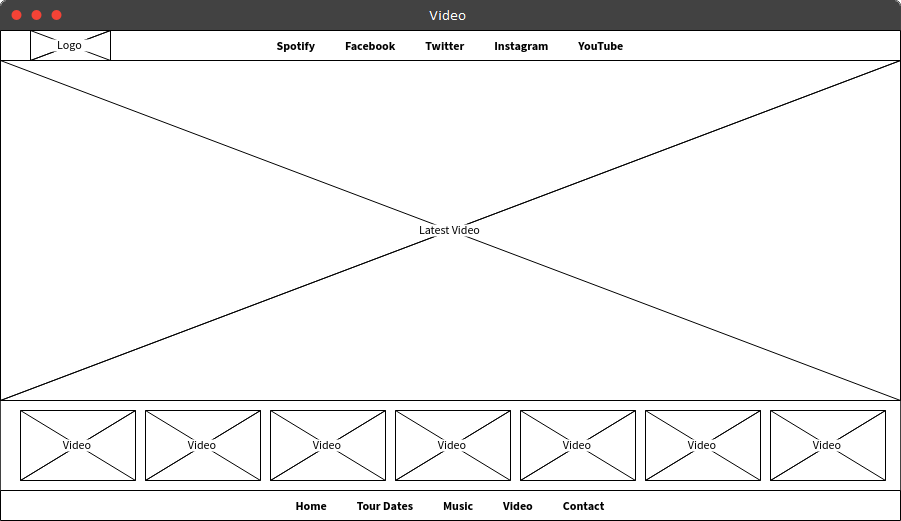 Video
Logo
Spotify Facebook Twitter Instagram YouTube
Latest Video
Video Video Video Video Video Video Video
Home Tour Dates Music Video Contact